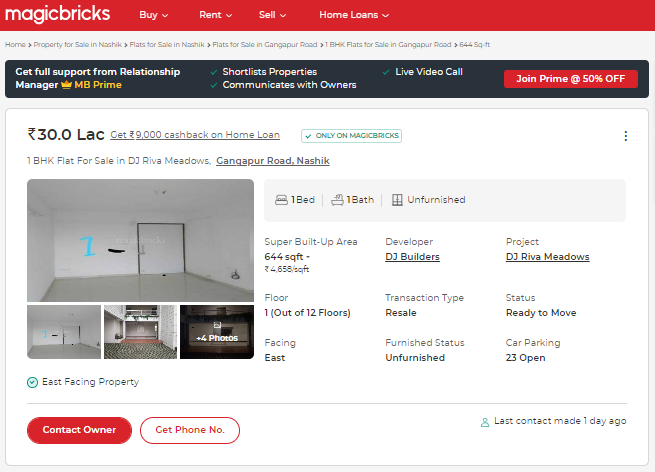 magicbricks
Buy Rent Sell Home Loans
Home > Property for Sale in Nashik > Flats for Sale in Nashik > Flats for Sale in Gangapur Road > 1 BHK Flats for Sale in Gangapur Road > 644 Sq-ft
Get full support from Relationship
Manager MB Prime
Shortlists Properties
Communicates with Owners
Live Video Call
Join Prime @ 50% OFF
₹30.0 Lac Get ₹9,000 cashback on Home Loan ONLY ON MAGICBRICKS
1 BHK Flat For Sale in DJ Riva Meadows, Gangapur Road, Nashik
+4 Photos
1 Bed 1 Bath Unfurnished
Super Built-Up Area Developer Project
644 sqft - DJ Builders DJ Riva Meadows
₹ 4,658/sqft
Floor Transaction Type Status
1 (Out of 12 Floors) Resale Ready to Move
Facing Furnished Status Car Parking
East Unfurnished 23 Open
East Facing Property
Contact Owner Get Phone No. Last contact made 1 day ago